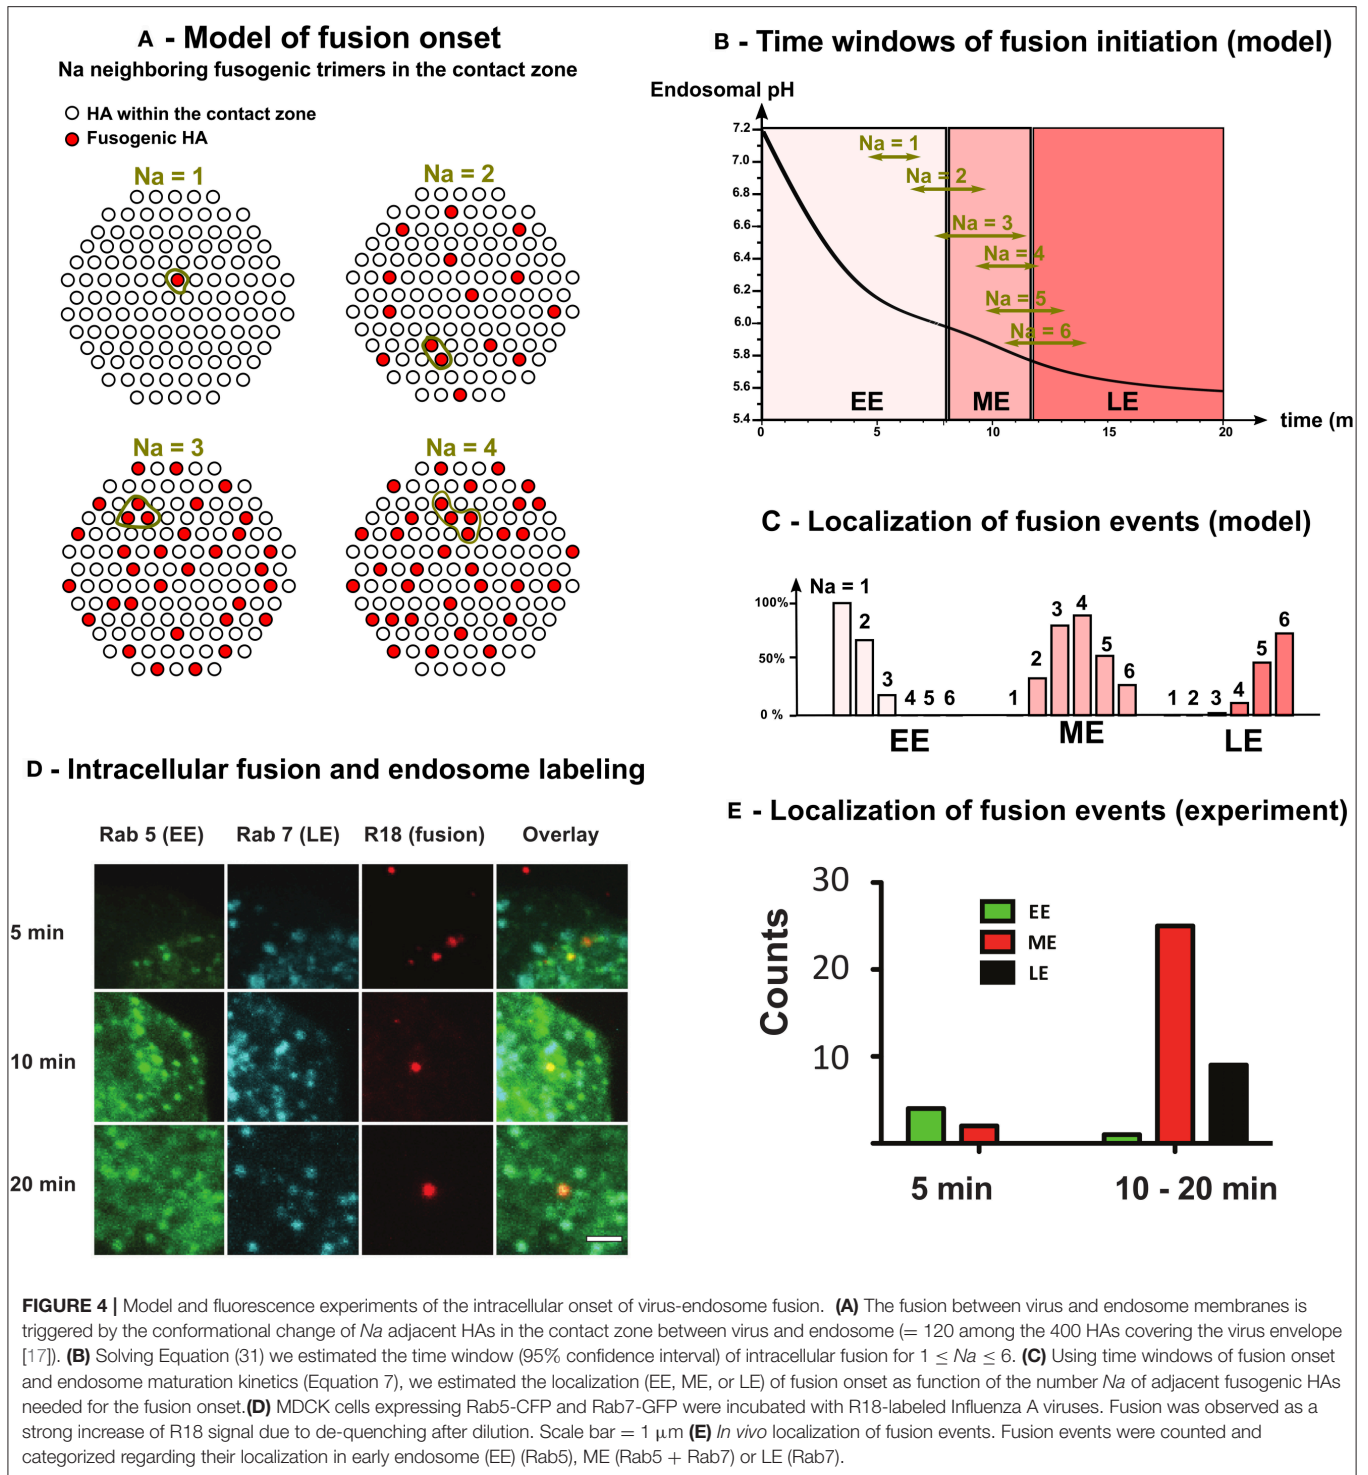 A - Model of fusion onset
Na neighboring fusogenic trimers in the contact zone
HA within the contact zone
Fusogenic HA
Na = 1
Na = 2
Na = 3
Na = 4
B - Time windows of fusion initiation (model)
Endosomal pH
7.2
7.0
6.8
6.6
6.4
6.2
6.0
5.8
5.6
5.4
Na = 1
Na = 2
Na = 3
Na = 4
Na = 5
Na = 6
EE
ME
LE
0
5
10
15
20
time (m
C - Localization of fusion events (model)
100%
50%
0 %
Na = 1
2
3
4 5 6
EE
1
2
3
4
5
6
ME
1 2 3
4
5
6
LE
D - Intracellular fusion and endosome labeling
Rab 5 (EE) Rab 7 (LE) R18 (fusion) Overlay
5 min
10 min
20 min
E - Localization of fusion events (experiment)
Counts
30
20
10
EE
ME
LE
5 min
10 - 20 min
FIGURE 4 | Model and fluorescence experiments of the intracellular onset of virus-endosome fusion. (A) The fusion between virus and endosome membranes is
triggered by the conformational change of Na adjacent HAs in the contact zone between virus and endosome (= 120 among the 400 HAs covering the virus envelope
[17]). (B) Solving Equation (31) we estimated the time window (95% confidence interval) of intracellular fusion for 1 ≤ Na ≤ 6. (C) Using time windows of fusion onset
and endosome maturation kinetics (Equation 7), we estimated the localization (EE, ME, or LE) of fusion onset as function of the number Na of adjacent fusogenic HAs
needed for the fusion onset.(D) MDCK cells expressing Rab5-CFP and Rab7-GFP were incubated with R18-labeled Influenza A viruses. Fusion was observed as a
strong increase of R18 signal due to de-quenching after dilution. Scale bar = 1 μm (E) In vivo localization of fusion events. Fusion events were counted and
categorized regarding their localization in early endosome (EE) (Rab5), ME (Rab5 + Rab7) or LE (Rab7).